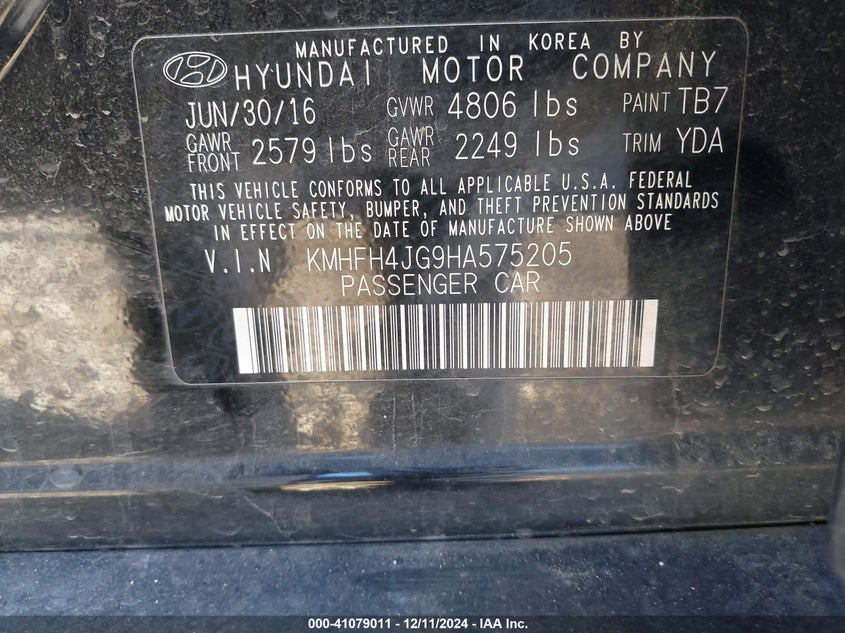 MANUFACTURED IN KOREA BY
HYUNDAI MOTOR COMPANY
JUN/30/16 GVWR 4806 lbs PAINT TB7
GAWR FRONT 2579 lbs GAWR REAR 2249 lbs TRIM YDA
THIS VEHICLE CONFORMS TO ALL APPLICABLE U.S.A. FEDERAL
MOTOR VEHICLE SAFETY, BUMPER, AND THEFT PREVENTION STANDARDS
IN EFFECT ON THE DATE OF MANUFACTURE SHOWN ABOVE
V.I.N KMHFH4JG9HA575205
PASSENGER CAR
000-41079011 - 12/11/2024 - IAA Inc.